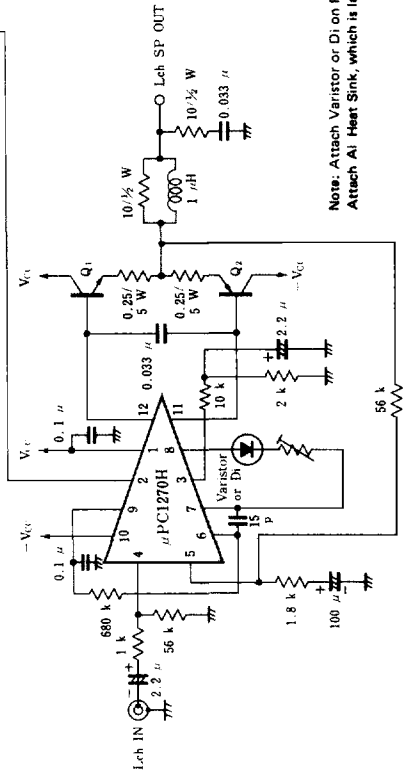 Lch SP OUT
10/½ W
0.033 μ
10/½ W
1 μH
Vcc
Q₁
0.25/
5 W
0.25/
5 W
Q₂
-Vcc
0.033 μ
Vcc
0.1 μ
12
11
1
8
2
3
9
7
10
6
4
5
μPC1270H
10 k
2.2 μ
+
2 k
Varistor
or Di
15
p
-Vcc
0.1 μ
680 k
1 k
56 k
2.2 μ
+
-
Lch IN
1.8 k
100 μ
+
-
56 k
Note: Attach Varistor or Di on
Attach Al Heat Sink, which is